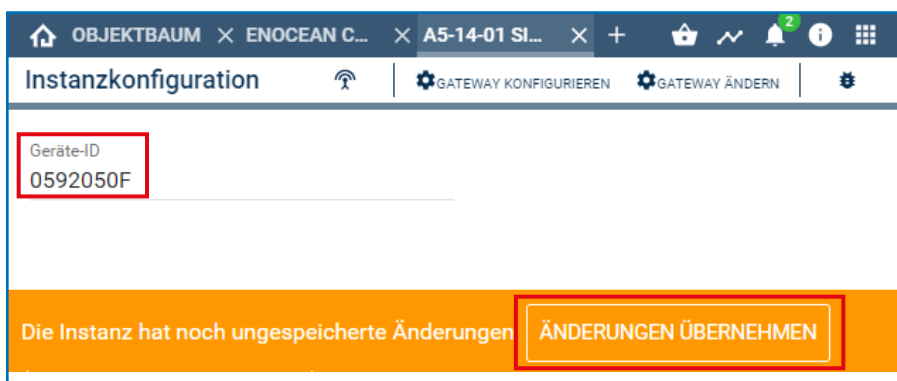 OBJEKTBAUM ENOCEAN C... A5-14-01 SI... + 2
Instanzkonfiguration GATEWAY KONFIGURIEREN GATEWAY ÄNDERN
Geräte-ID
0592050F
Die Instanz hat noch ungespeicherte Änderungen ÄNDERUNGEN ÜBERNEHMEN